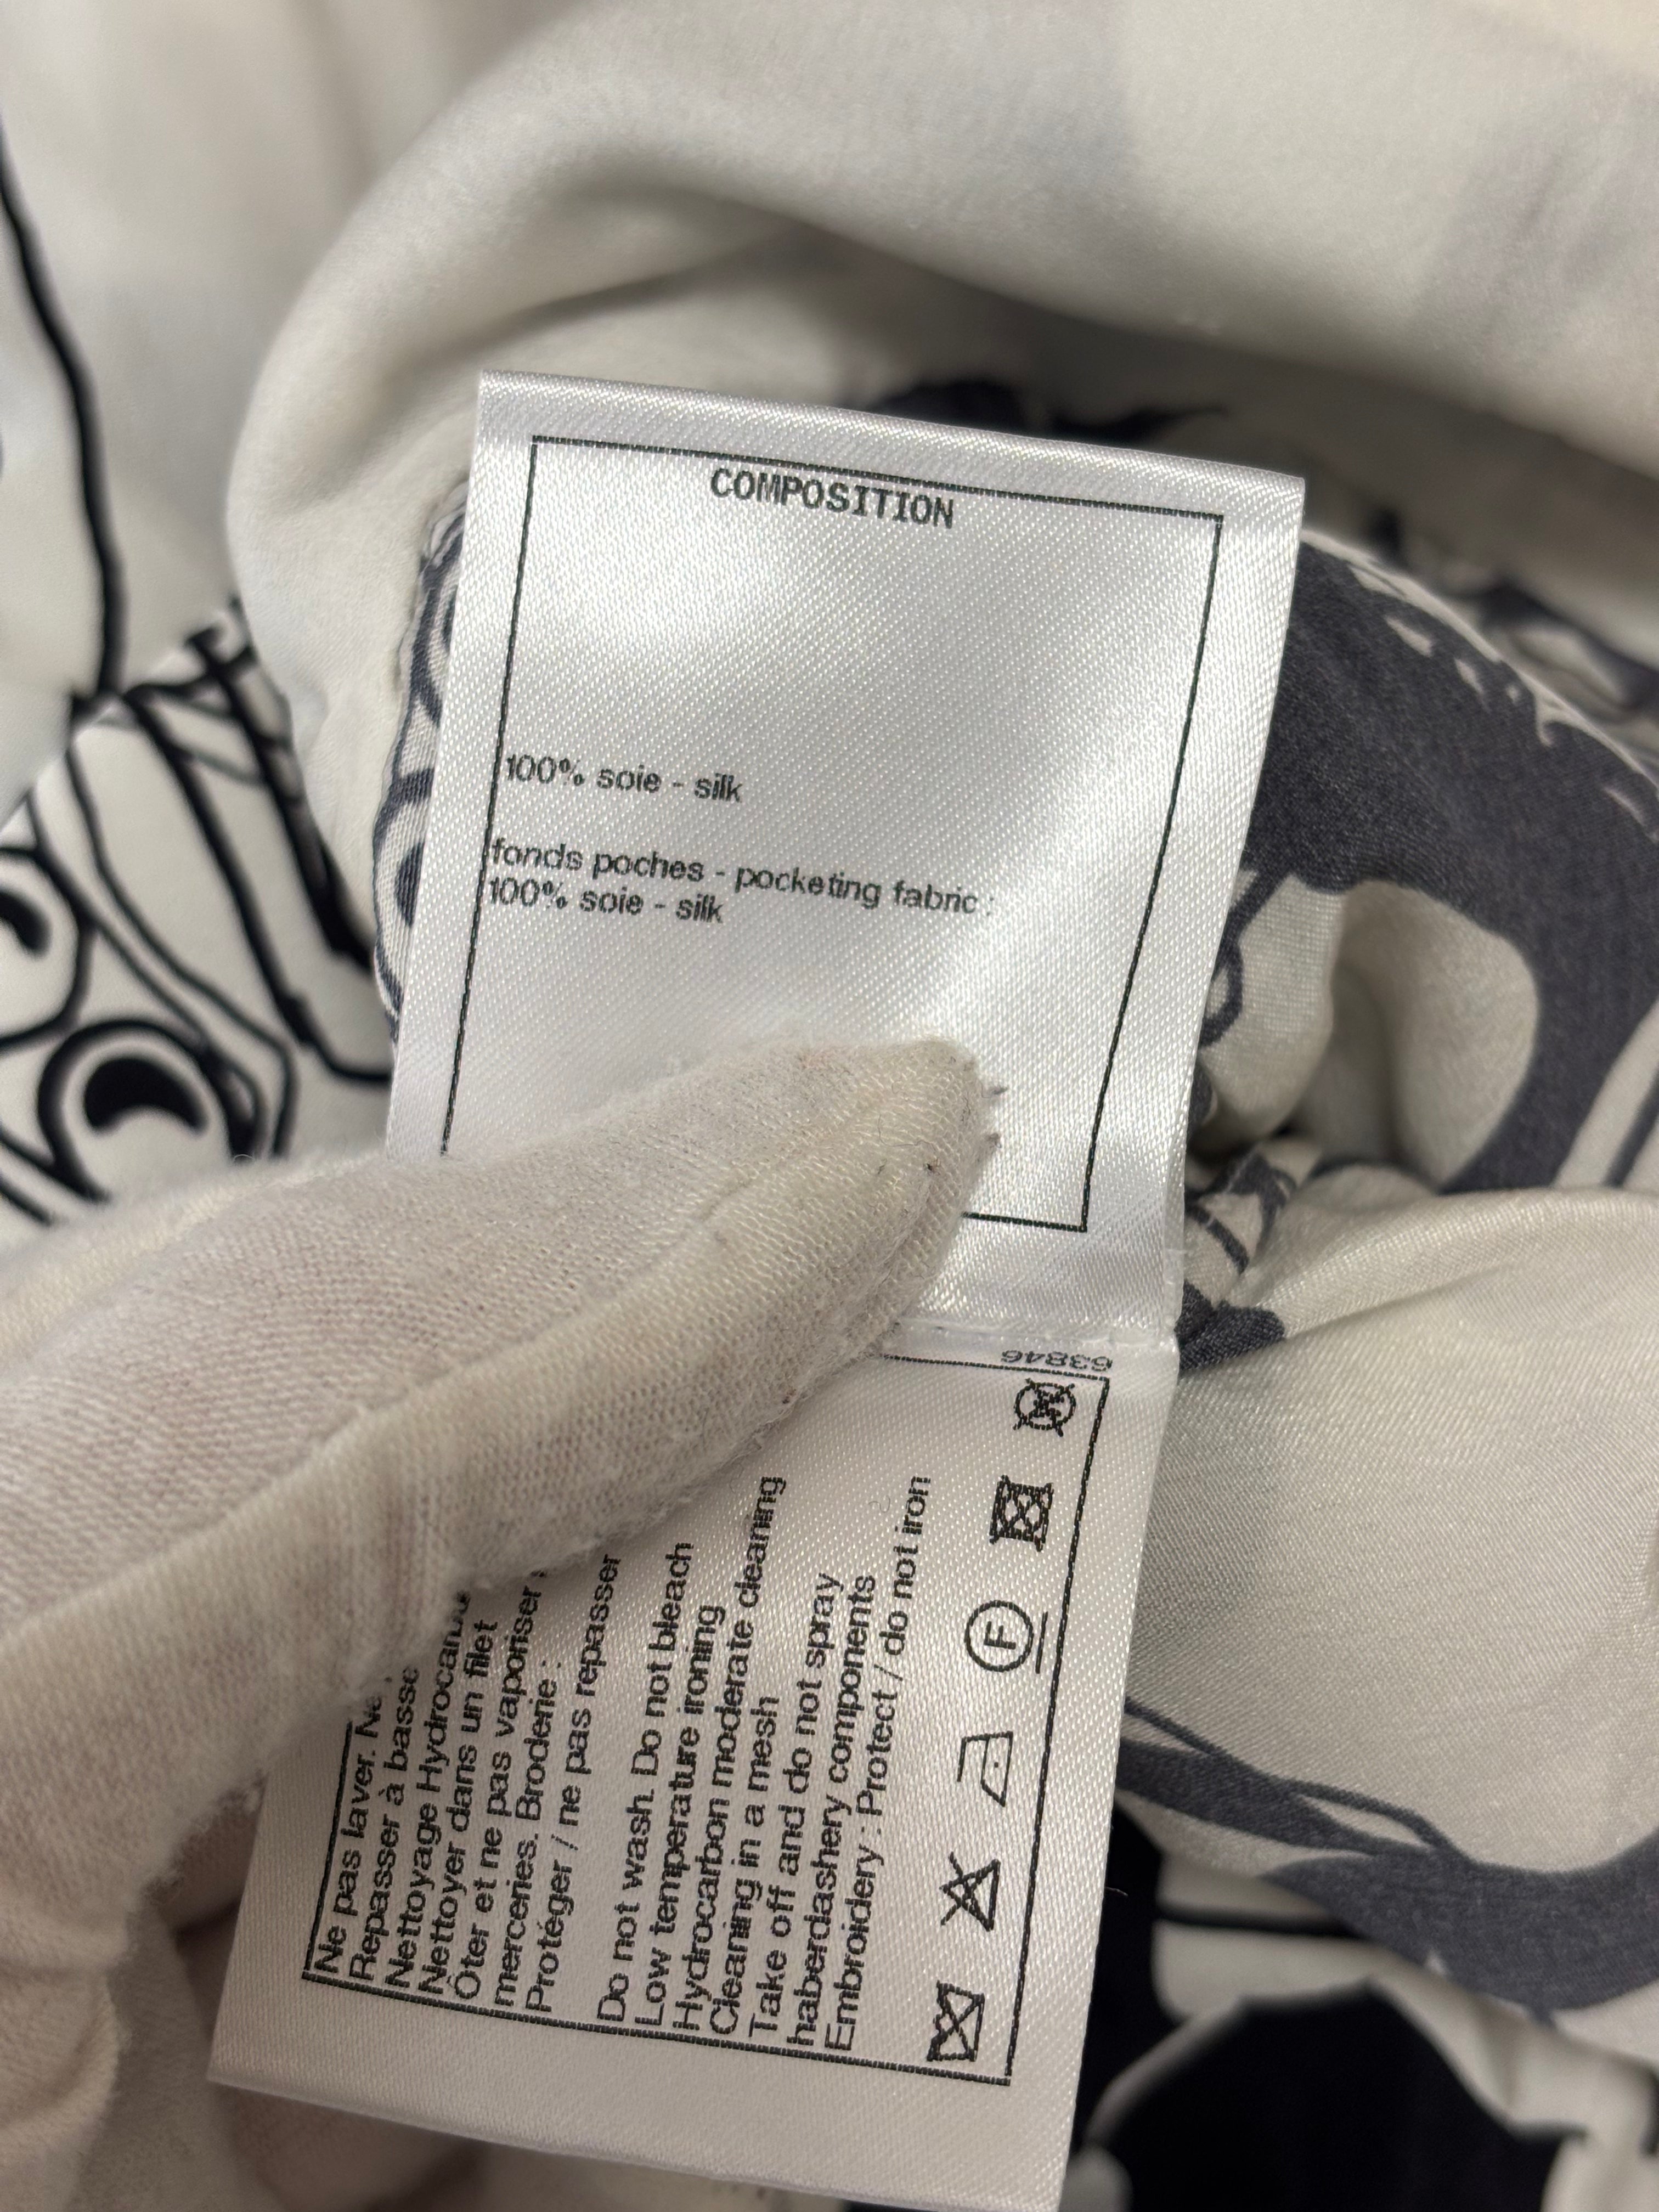 COMPOSITION
100% soie - silk
fonds poches - pocketing fabric :
100% soie - silk
63846
Ne pas laver. Ne
Repasser à basse
Nettoyage
Nettoyer dans un filet
Ôter et ne pas vaporiser
merceries. Broderie :
Protéger / ne pas repasser
Do not wash. Do not bleach
Low temperature ironing
Hydrocarbon moderate cleaning
Cleaning in a mesh
Take off and do not spray
haberdashery components
Embroidery : Protect / do not iron
F